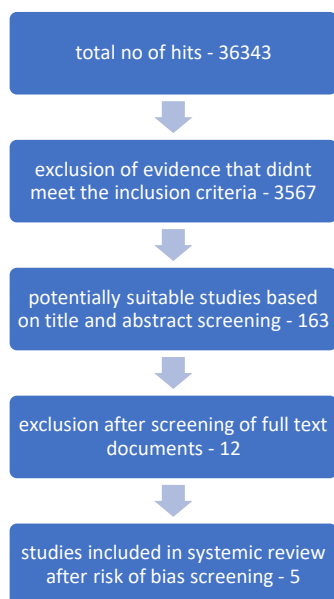 total no of hits - 36343
exclusion of evidence that didnt
meet the inclusion criteria - 3567
potentially suitable studies based
on title and abstract screening - 163
exclusion after screening of full text
documents - 12
studies included in systemic review
after risk of bias screening - 5